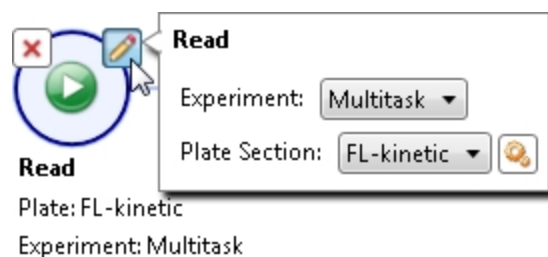 Read
Experiment: Multitask
Plate Section: FL-kinetic
Read
Plate: FL-kinetic
Experiment: Multitask